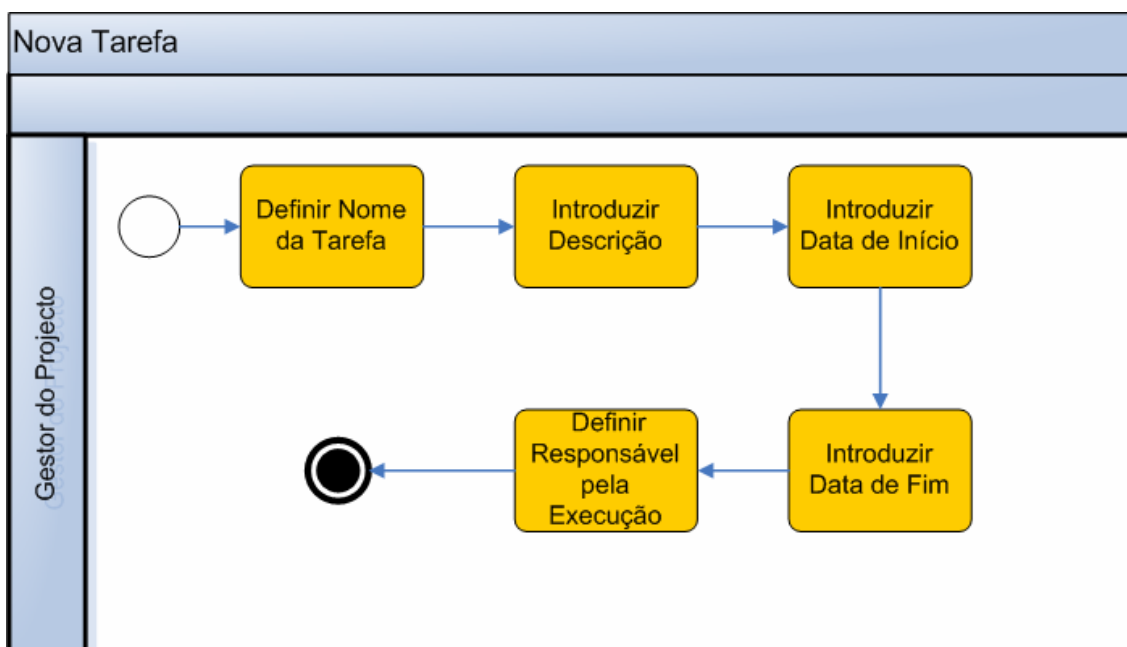 Nova Tarefa
Gestor do Projecto
Definir Nome
da Tarefa
Introduzir
Descrição
Introduzir
Data de Início
Introduzir
Data de Fim
Definir
Responsável
pela
Execução